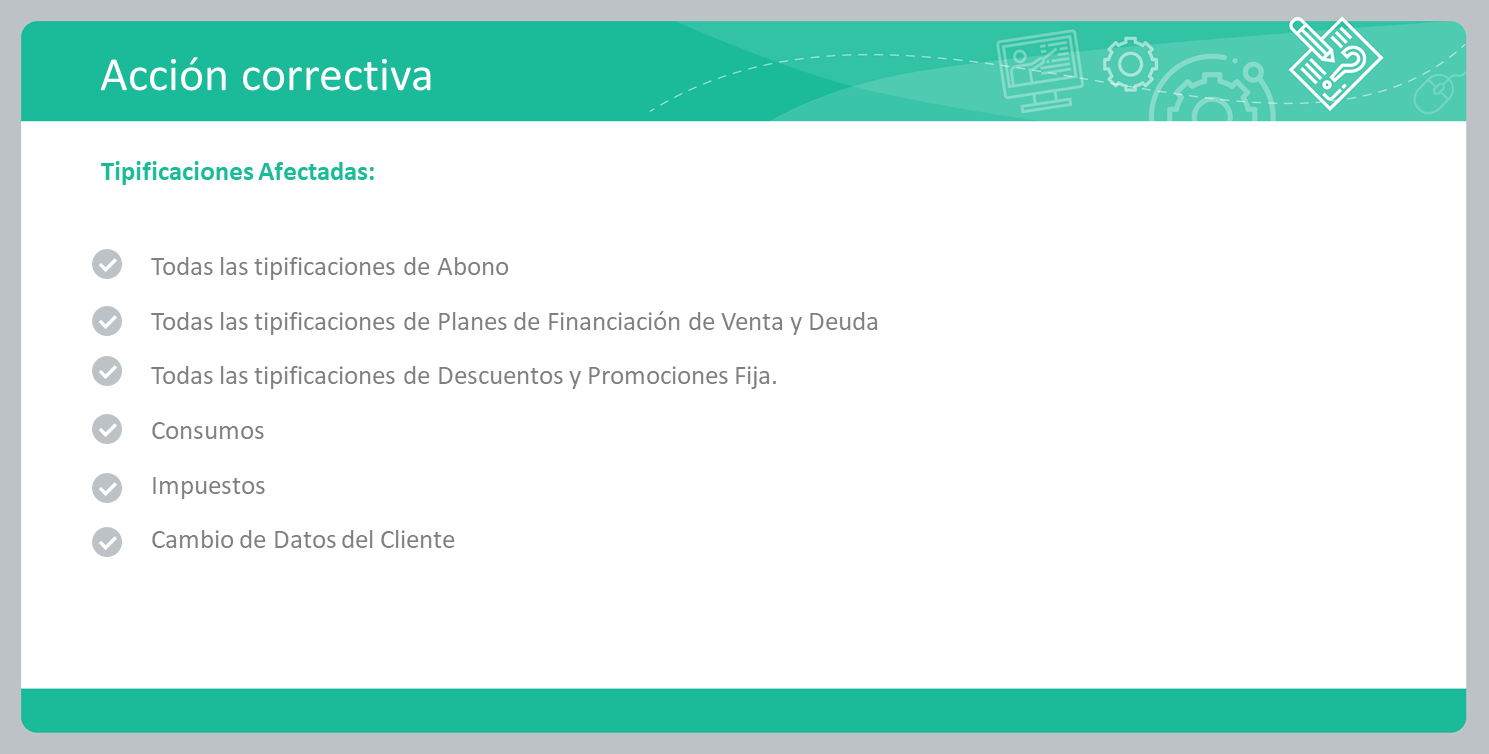 Acción correctiva
Tipificaciones Afectadas:
Todas las tipificaciones de Abono
Todas las tipificaciones de Planes de Financiación de Venta y Deuda
Todas las tipificaciones de Descuentos y Promociones Fija.
Consumos
Impuestos
Cambio de Datos del Cliente